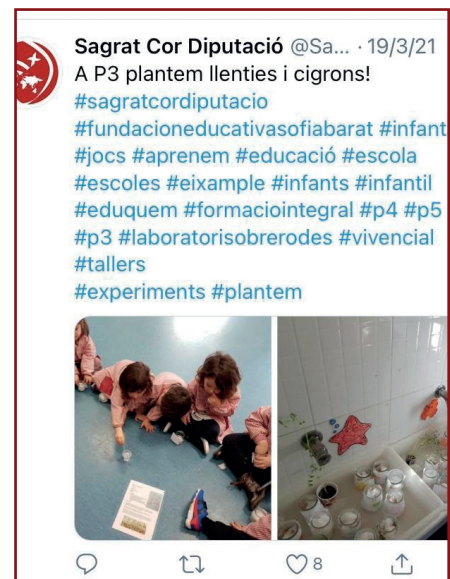 Sagrat Cor Diputació @Sa... · 19/3/21
A P3 plantem llenties i cigrons!
#sagratcordiputacio
#fundacioneducativasofiabarat #infant
#jocs #aprenem #educació #escola
#escoles #eixample #infants #infantil
#eduquem #formaciointegral #p4 #p5
#p3 #laboratorisobrerodes #vivencial
#tallers
#experiments #plantem
8